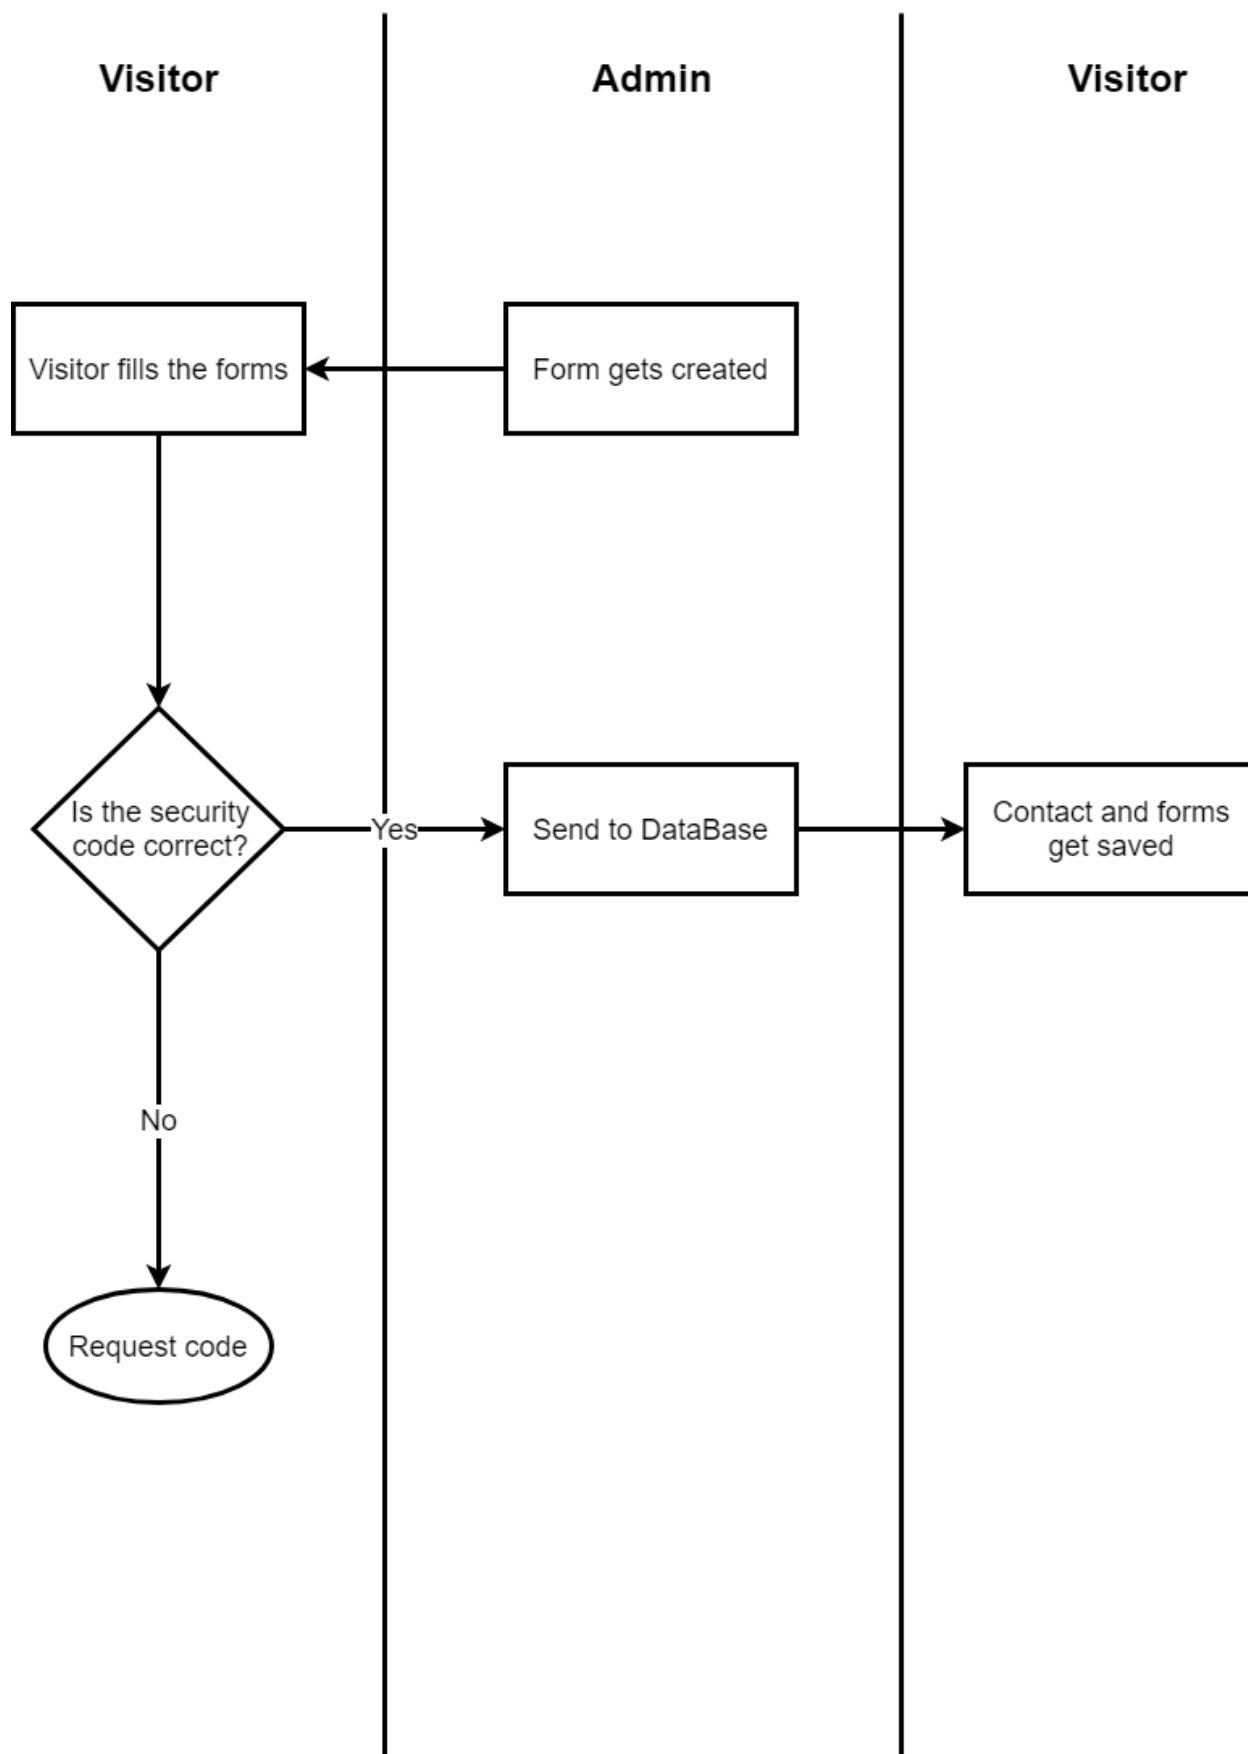 Visitor
Admin
Visitor
Visitor fills the forms
Form gets created
Is the security
code correct?
Yes
Send to DataBase
Contact and forms
get saved
No
Request code